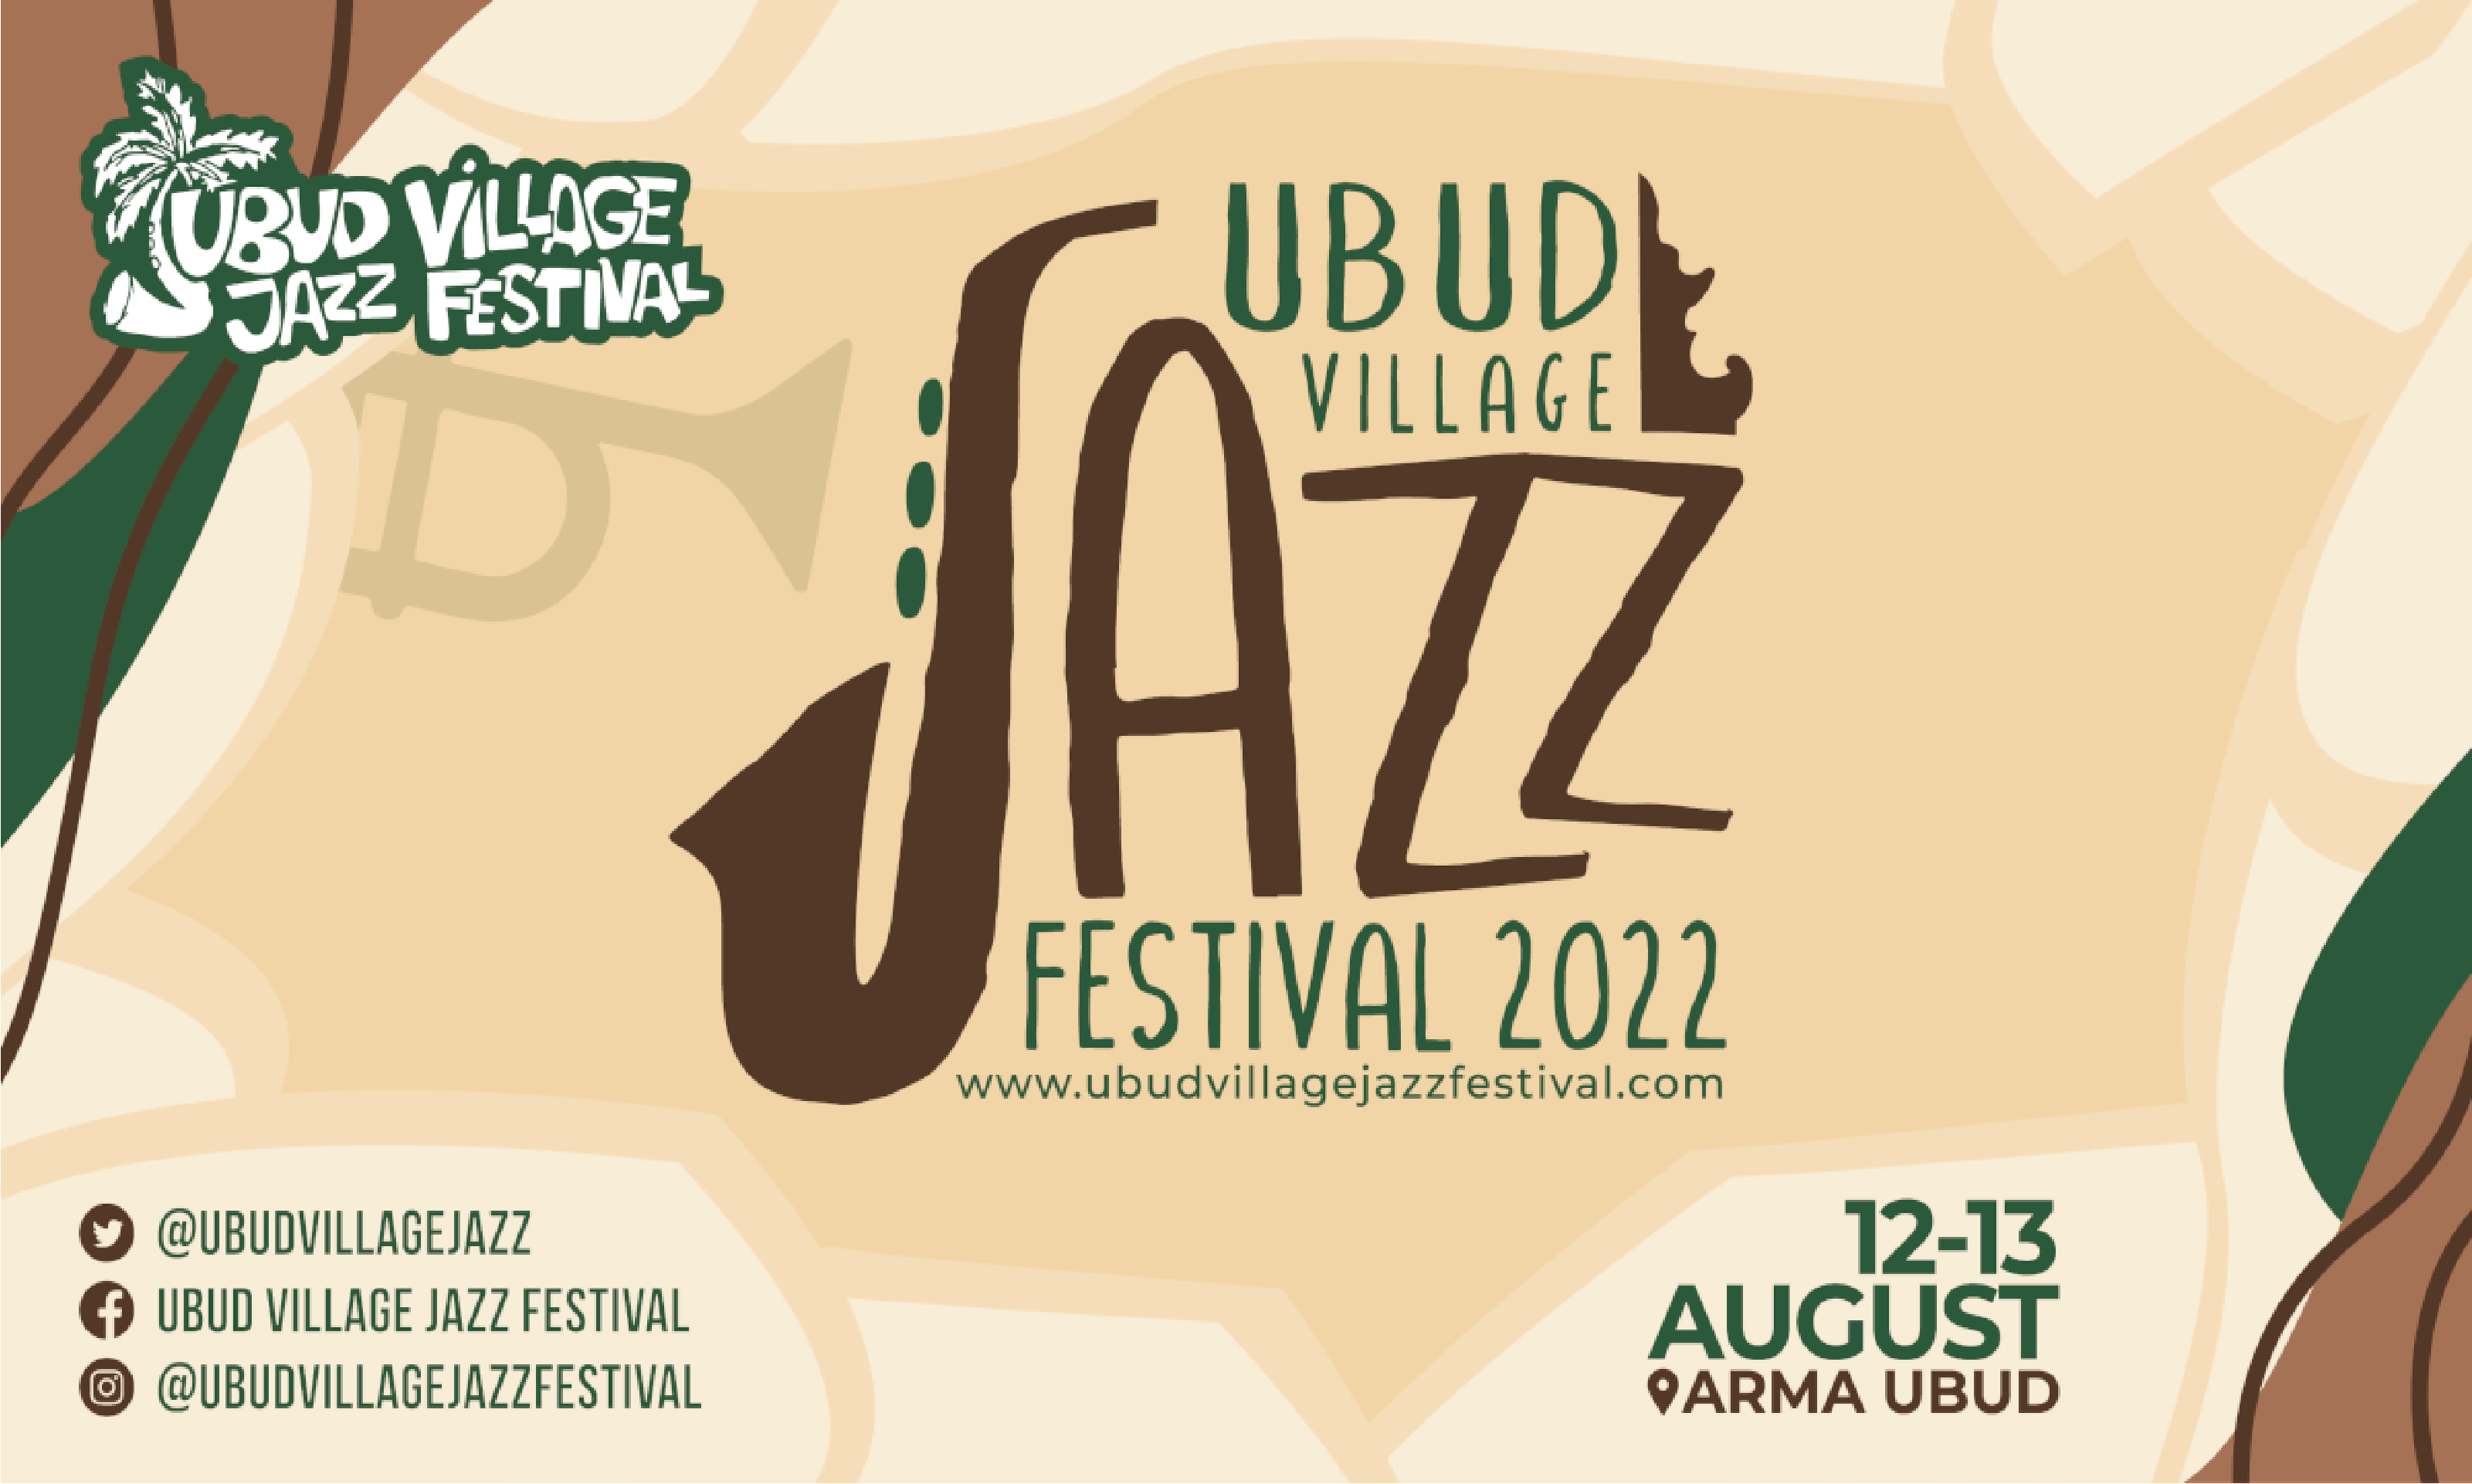 UBUD VILLAGE
JAZZ FESTIVAL
UBUD
VILLAGE
JAZZ
FESTIVAL 2022
www.ubudvillagejazzfestival.com
@UBUDVILLAGEJAZZ
UBUD VILLAGE JAZZ FESTIVAL
@UBUDVILLAGEJAZZFESTIVAL
12-13
AUGUST
ARMA UBUD